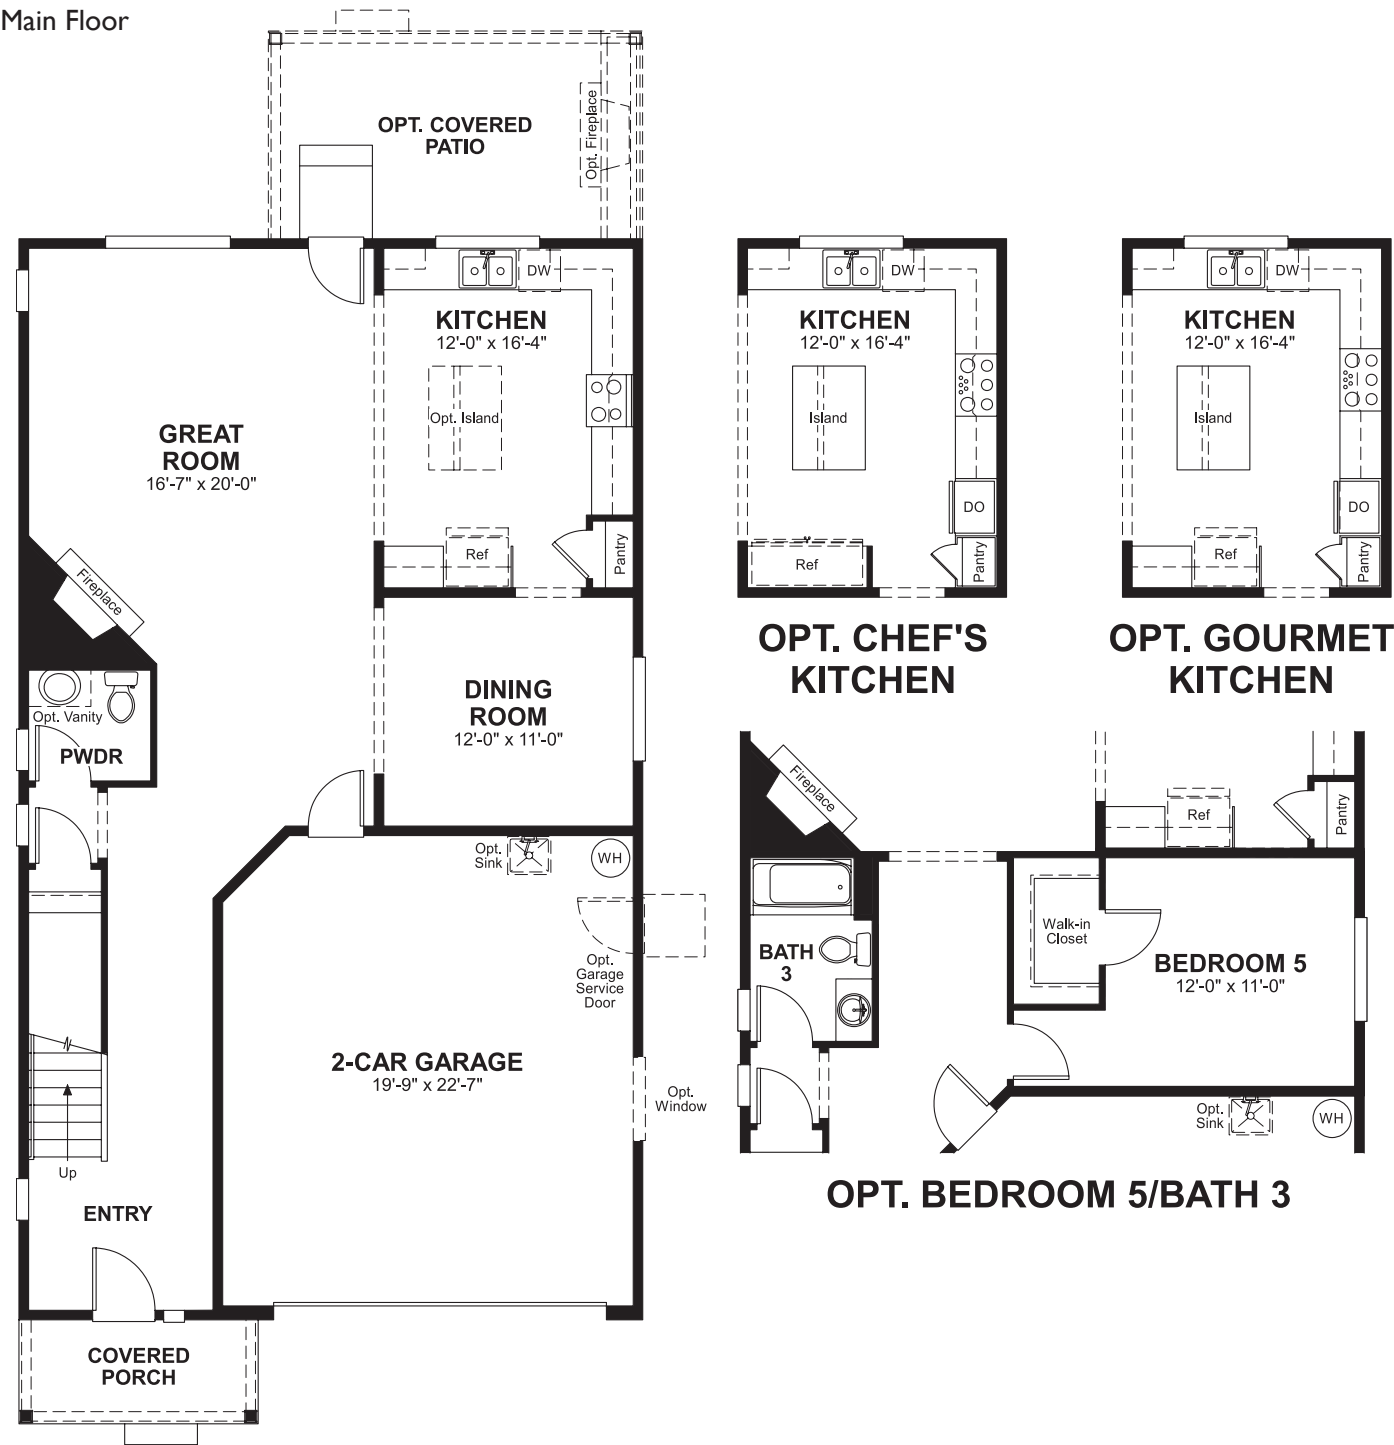 Main Floor
OPT. COVERED
PATIO
Opt. Fireplace
DW
KITCHEN
12'-0" x 16'-4"
Opt. Island
GREAT
ROOM
16'-7" x 20'-0"
Ref
Pantry
Fireplace
Opt. Vanity
PWDR
DINING
ROOM
12'-0" x 11'-0"
Opt.
Sink
WH
Opt.
Garage
Service
Door
2-CAR GARAGE
19'-9" x 22'-7"
Opt.
Window
Up
ENTRY
COVERED
PORCH
DW
KITCHEN
12'-0" x 16'-4"
Island
DO
Ref
Pantry
OPT. CHEF'S
KITCHEN
DW
KITCHEN
12'-0" x 16'-4"
Island
DO
Ref
Pantry
OPT. GOURMET
KITCHEN
Fireplace
Ref
Pantry
Walk-in
Closet
BATH
3
BEDROOM 5
12'-0" x 11'-0"
Opt.
Sink
WH
OPT. BEDROOM 5/BATH 3